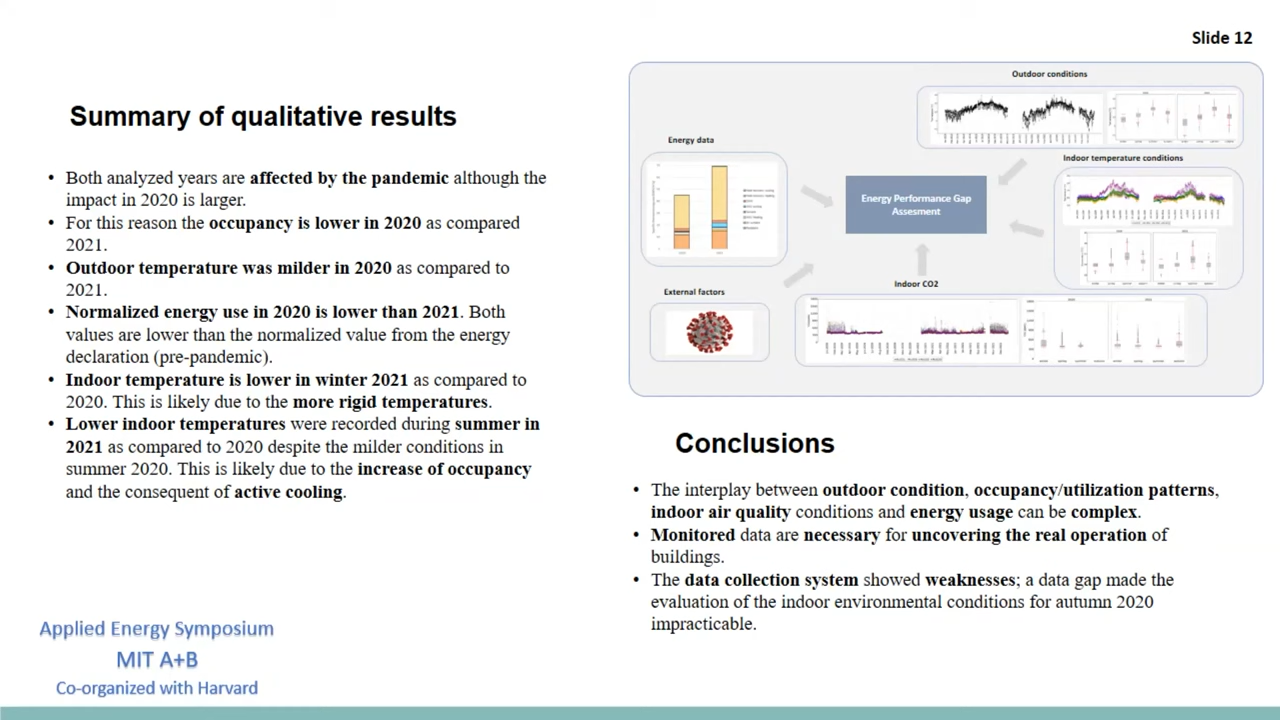 Slide 12
Summary of qualitative results
• Both analyzed years are affected by the pandemic although the
impact in 2020 is larger.
• For this reason the occupancy is lower in 2020 as compared
2021.
• Outdoor temperature was milder in 2020 as compared to
2021.
• Normalized energy use in 2020 is lower than 2021. Both
values are lower than the normalized value from the energy
declaration (pre-pandemic).
• Indoor temperature is lower in winter 2021 as compared to
2020. This is likely due to the more rigid temperatures.
• Lower indoor temperatures were recorded during summer in
2021 as compared to 2020 despite the milder conditions in
summer 2020. This is likely due to the increase of occupancy
and the consequent of active cooling.
Applied Energy Symposium
MIT A+B
Co-organized with Harvard
Outdoor conditions
Energy data
Indoor temperature conditions
Energy Performance Gap
Assesment
External factors
Indoor CO2
Conclusions
• The interplay between outdoor condition, occupancy/utilization patterns,
indoor air quality conditions and energy usage can be complex.
• Monitored data are necessary for uncovering the real operation of
buildings.
• The data collection system showed weaknesses; a data gap made the
evaluation of the indoor environmental conditions for autumn 2020
impracticable.